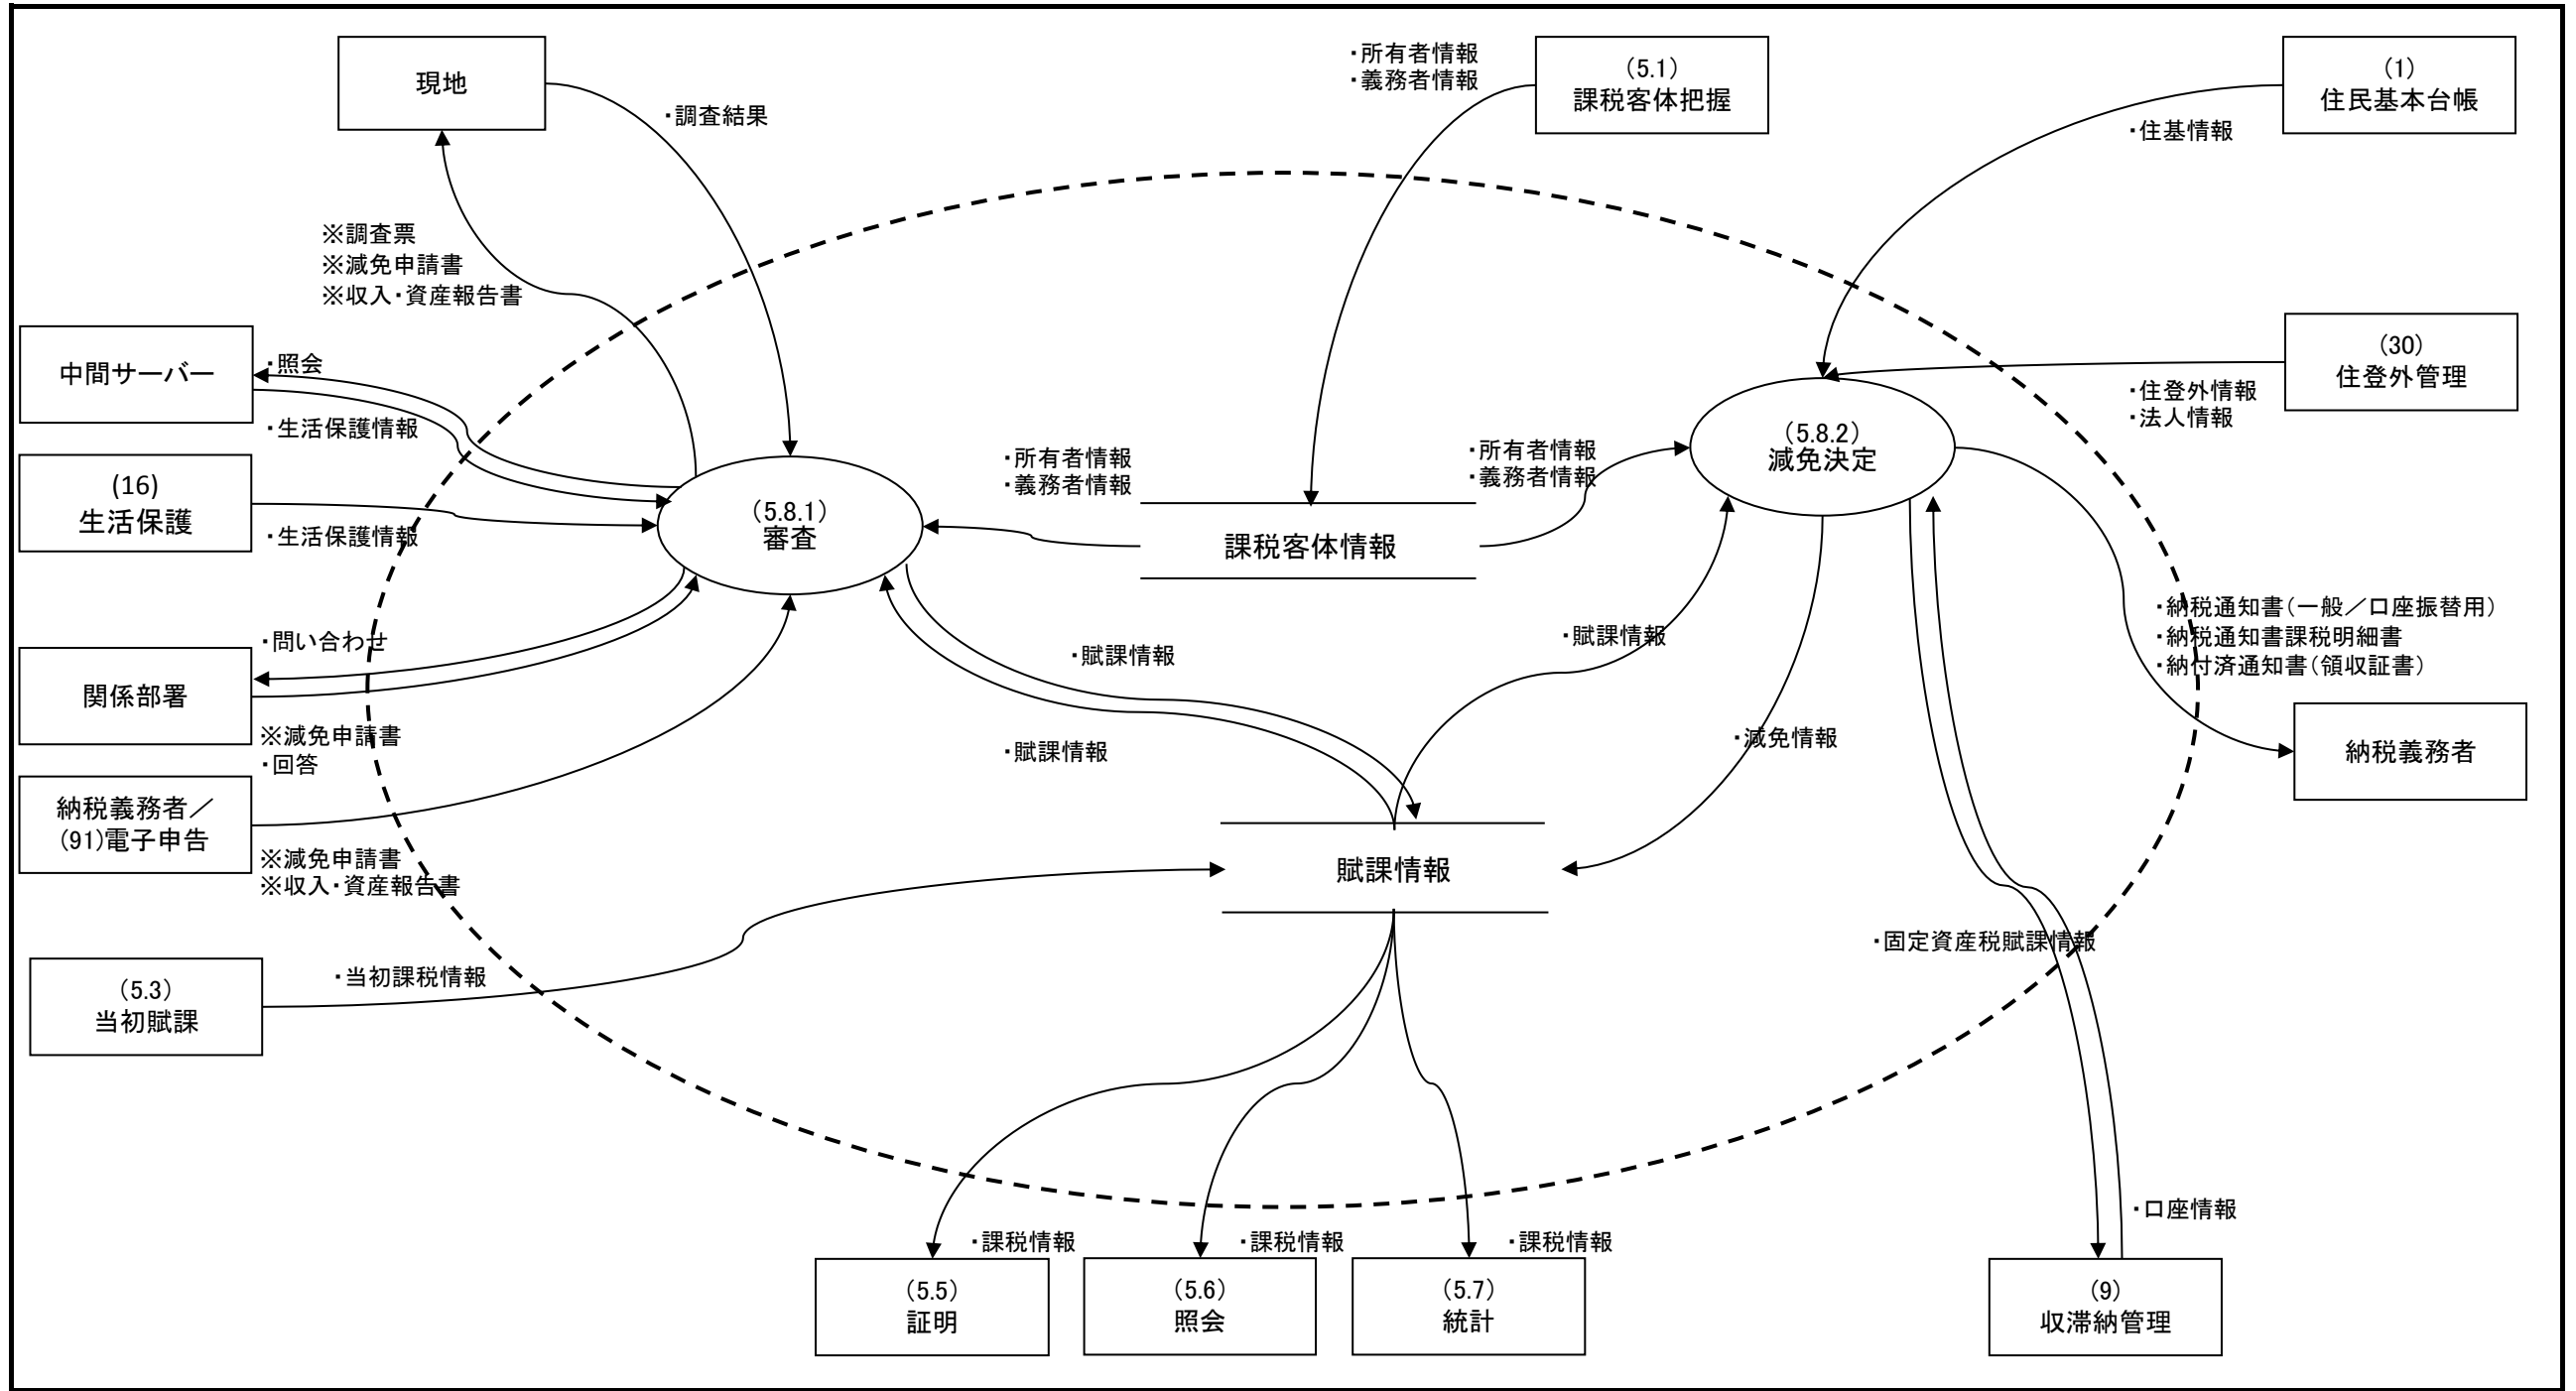 現地
・調査結果
・所有者情報
・義務者情報
（5.1）
課税客体把握
（1）
住民基本台帳
・住基情報
※調査票
※減免申請書
※収入・資産報告書
中間サーバー
・照会
・生活保護情報
（30）
住登外管理
・住登外情報
・法人情報
(16)
生活保護
・生活保護情報
（5.8.1）
審査
・所有者情報
・義務者情報
課税客体情報
・所有者情報
・義務者情報
（5.8.2）
減免決定
・問い合わせ
関係部署
※減免申請書
・回答
・賦課情報
・賦課情報
・賦課情報
・減免情報
・納税通知書（一般／口座振替用）
・納税通知書課税明細書
・納付済通知書（領収証書）
納税義務者
納税義務者／
(91)電子申告
※減免申請書
※収入・資産報告書
賦課情報
（5.3）
当初賦課
・当初課税情報
・固定資産税賦課情報
・口座情報
・課税情報
・課税情報
・課税情報
（5.5）
証明
（5.6）
照会
（5.7）
統計
（9）
収滞納管理